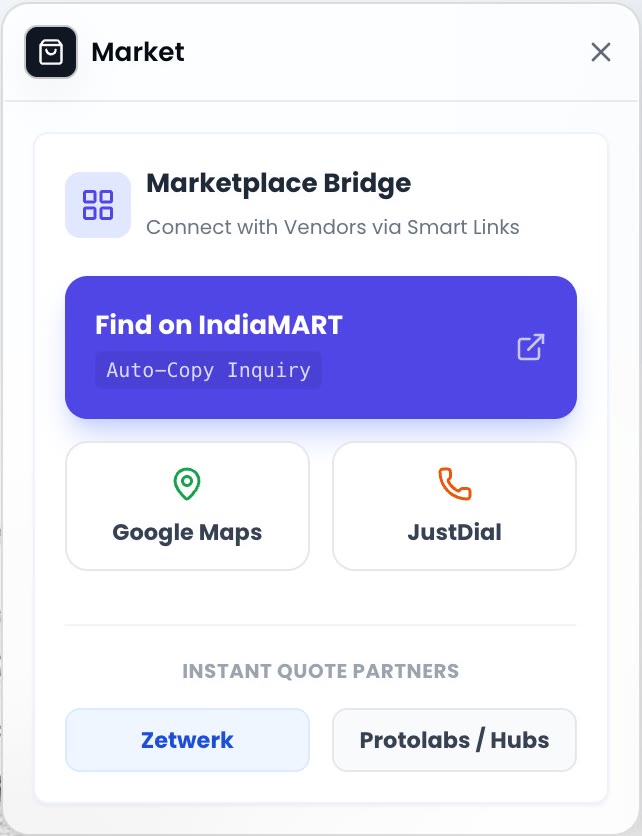 Market
Marketplace Bridge
Connect with Vendors via Smart Links
Find on IndiaMART
Auto-Copy Inquiry
Google Maps
JustDial
INSTANT QUOTE PARTNERS
Zetwerk
Protolabs / Hubs